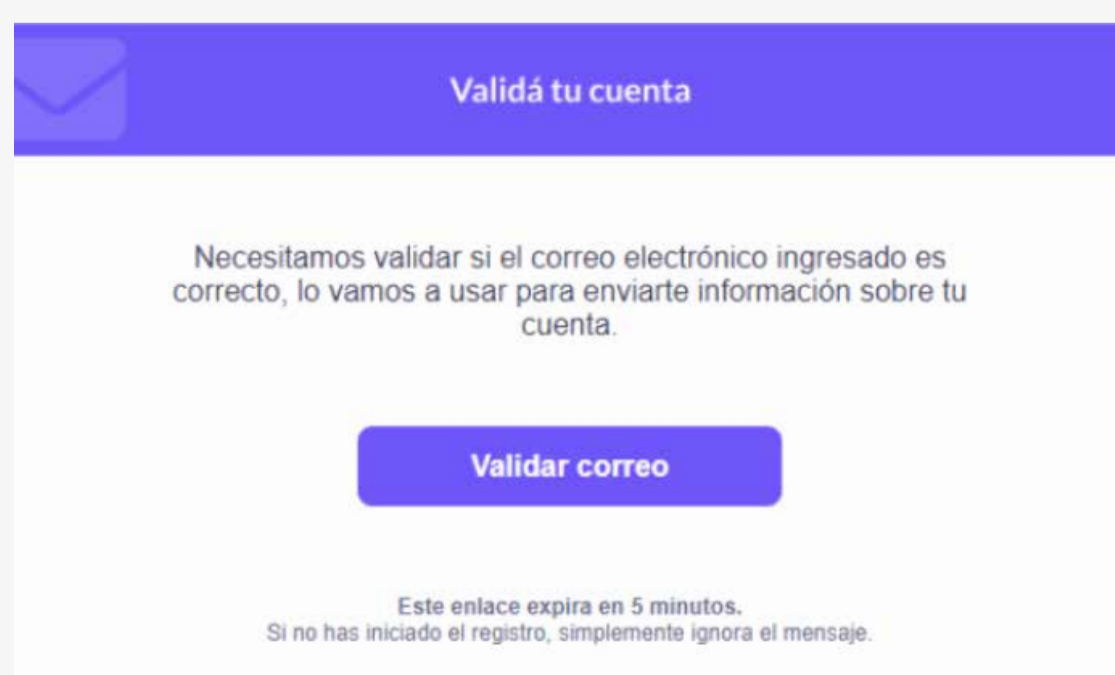 Validá tu cuenta
Necesitamos validar si el correo electrónico ingresado es
correcto, lo vamos a usar para enviarte información sobre tu
cuenta.
Validar correo
Este enlace expira en 5 minutos.
Si no has iniciado el registro, simplemente ignora el mensaje.